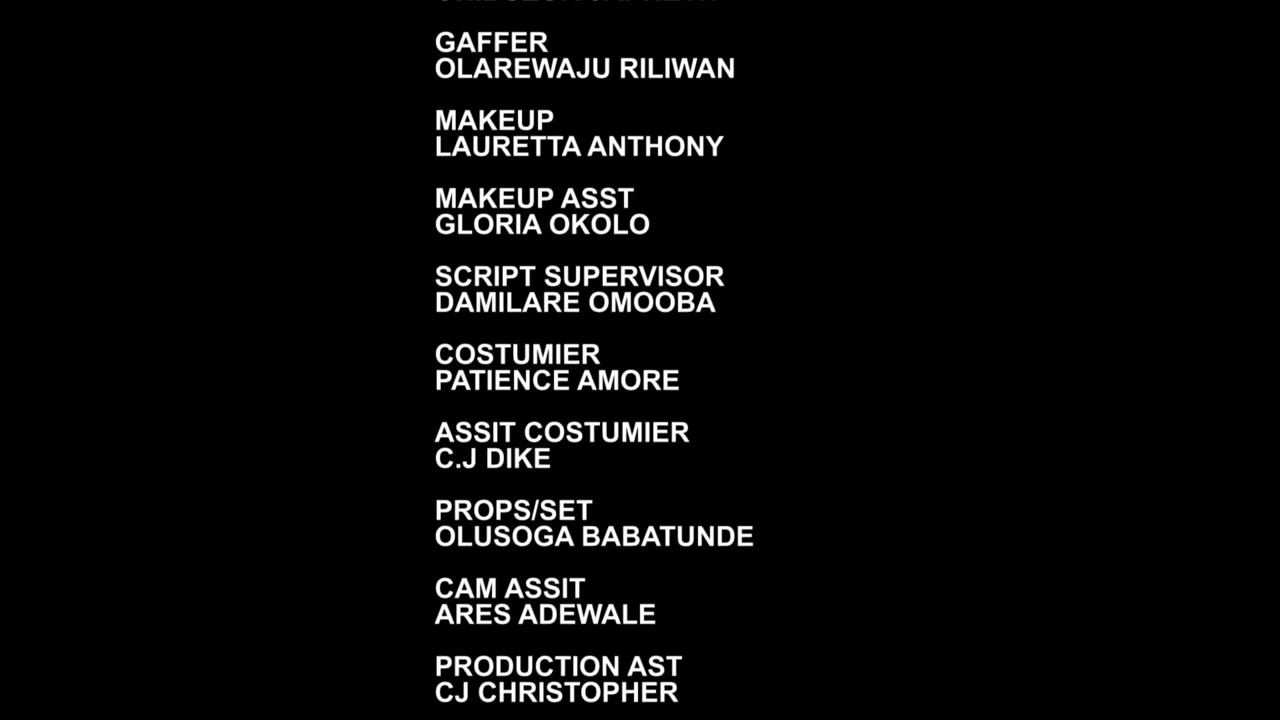 GAFFER
OLAREWAJU RILIWAN
MAKEUP
LAURETTA ANTHONY
MAKEUP ASST
GLORIA OKOLO
SCRIPT SUPERVISOR
DAMILARE OMOOBA
COSTUMIER
PATIENCE AMORE
ASSIT COSTUMIER
C.J DIKE
PROPS/SET
OLUSOGA BABATUNDE
CAM ASSIT
ARES ADEWALE
PRODUCTION AST
CJ CHRISTOPHER